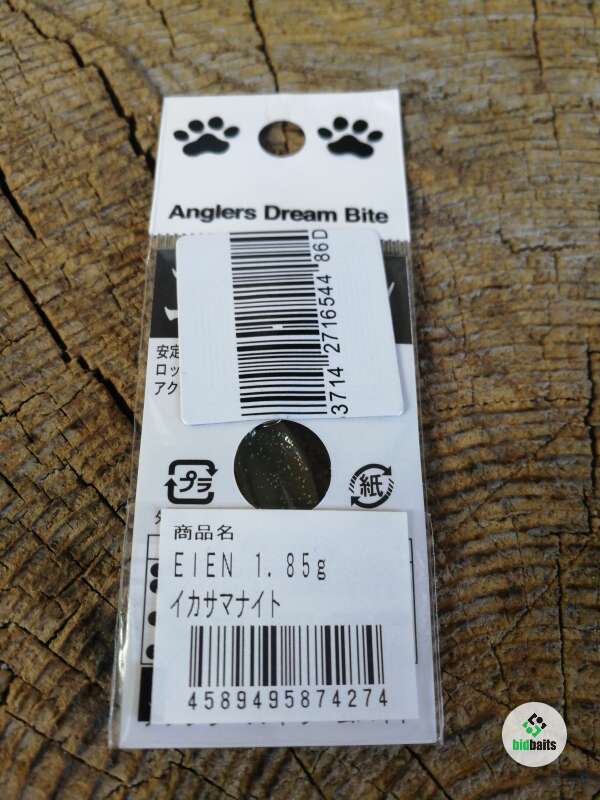 Anglers Dream Bite
3714 2716544 86D
安定
ロッ
アク
プラ
紙
商品名
EIEN 1.85g
イカサマナイト
4589495874274
bidbaits